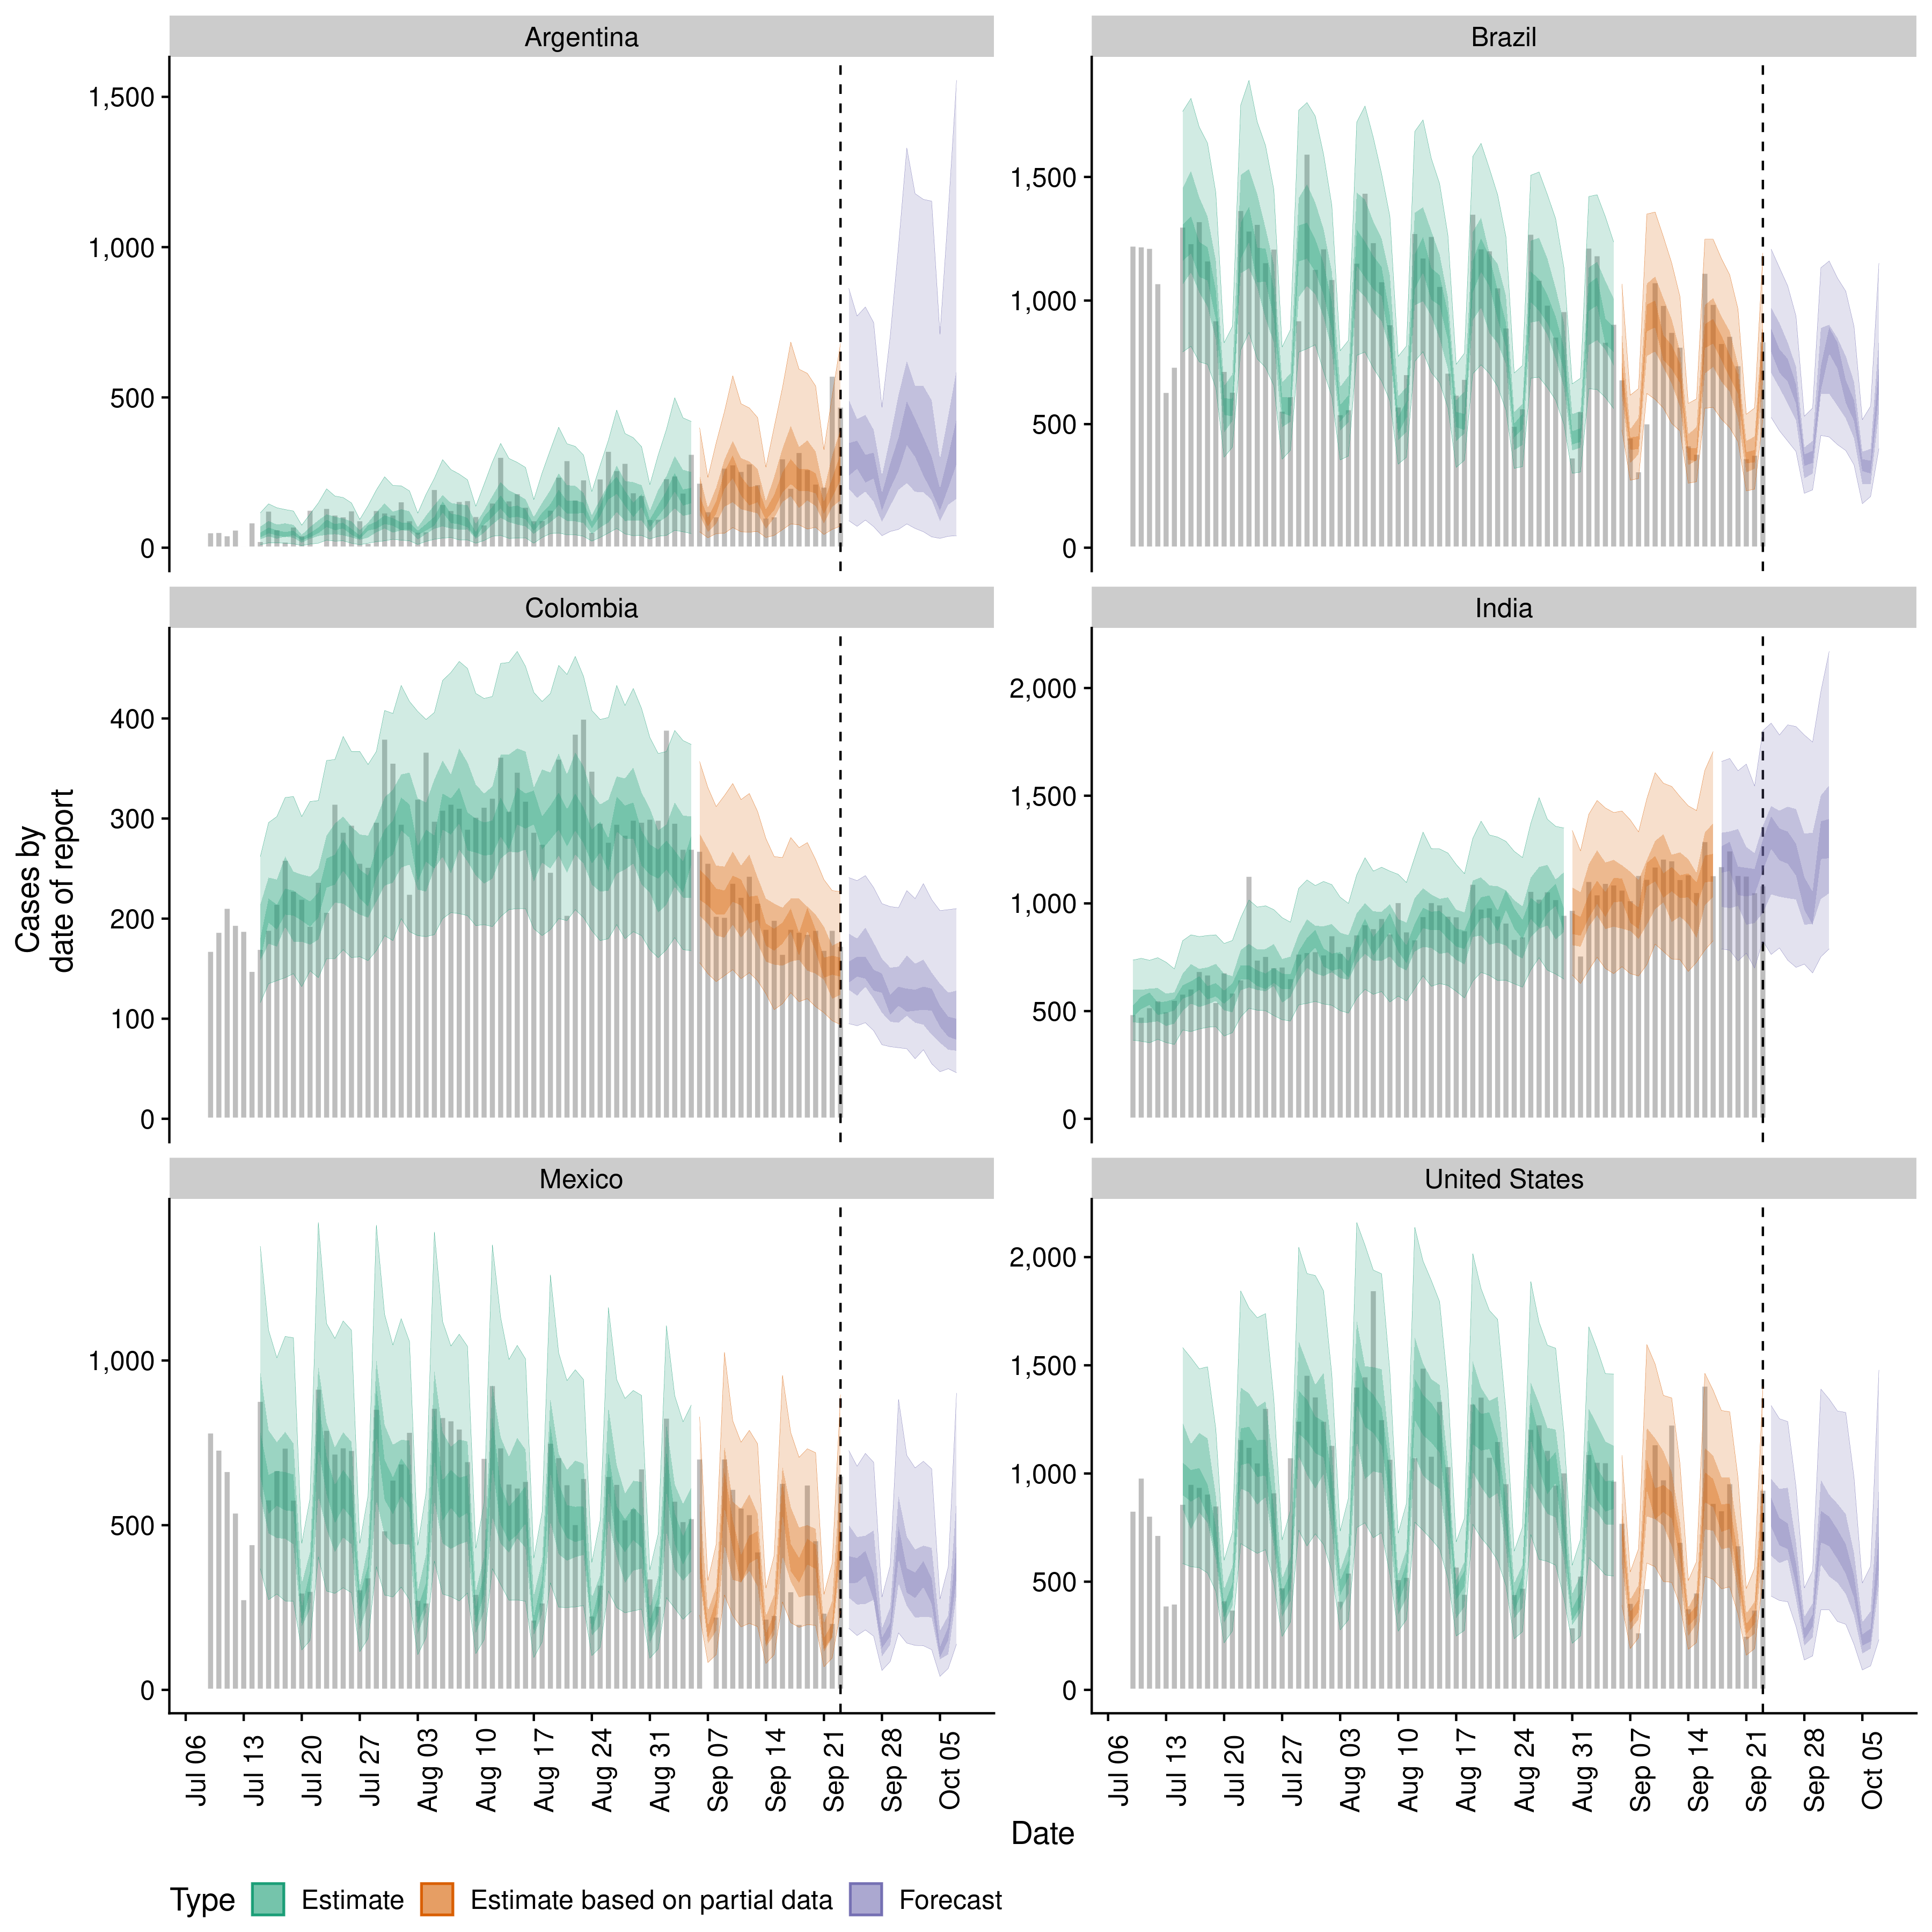 Argentina
Brazil
1,500
1,000
500
0
1,500
1,000
500
0
Colombia
India
400
300
200
100
0
2,000
1,500
1,000
500
0
Cases by
date of report
Mexico
United States
1,000
500
0
2,000
1,500
1,000
500
0
Jul 06
Jul 13
Jul 20
Jul 27
Aug 03
Aug 10
Aug 17
Aug 24
Aug 31
Sep 07
Sep 14
Sep 21
Sep 28
Oct 05
Jul 06
Jul 13
Jul 20
Jul 27
Aug 03
Aug 10
Aug 17
Aug 24
Aug 31
Sep 07
Sep 14
Sep 21
Sep 28
Oct 05
Date
Type Estimate Estimate based on partial data Forecast